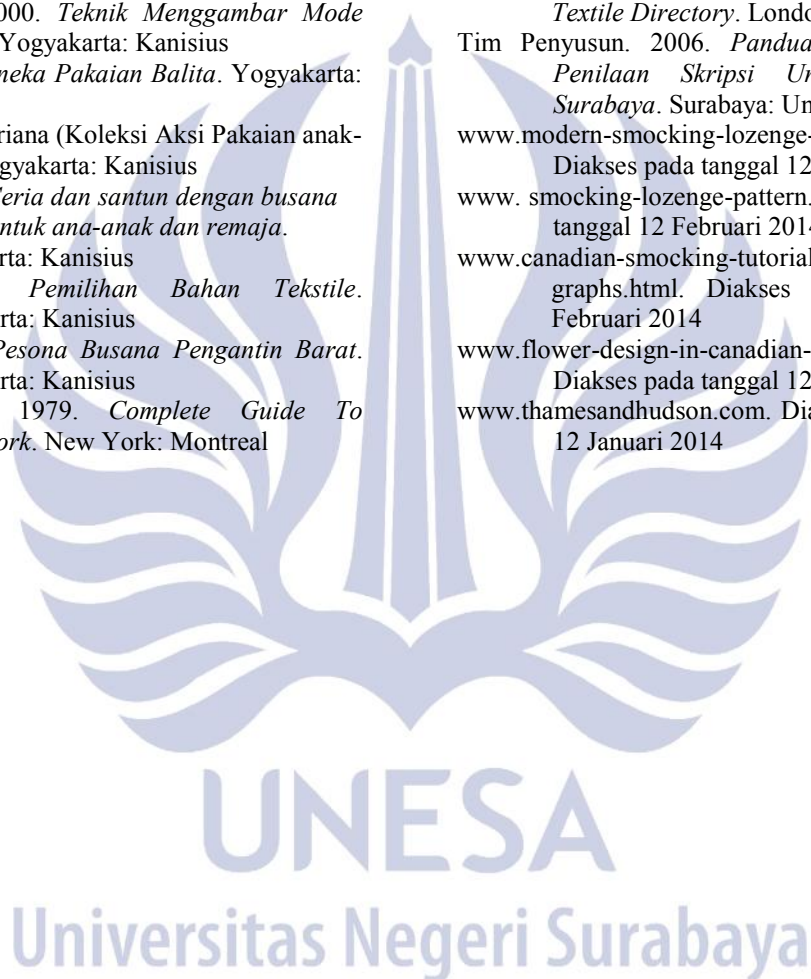 000. Teknik Menggambar Mode
Yogyakarta: Kanisius
neka Pakaian Balita. Yogyakarta:
riana (Koleksi Aksi Pakaian anak-
gyakarta: Kanisius
eria dan santun dengan busana
ntuk ana-anak dan remaja.
rta: Kanisius
Pemilihan Bahan Tekstile.
rta: Kanisius
Pesona Busana Pengantin Barat.
rta: Kanisius
1979. Complete Guide To
ork. New York: Montreal
Textile Directory. Londo
Tim Penyusun. 2006. Pandua
Penilaan Skripsi Un
Surabaya. Surabaya: Un
www.modern-smocking-lozenge-
Diakses pada tanggal 12
www. smocking-lozenge-pattern.
tanggal 12 Februari 2014
www.canadian-smocking-tutorial
graphs.html. Diakses
Februari 2014
www.flower-design-in-canadian-
Diakses pada tanggal 12
www.thamesandhudson.com. Dia
12 Januari 2014
UNESA
Universitas Negeri Surabaya